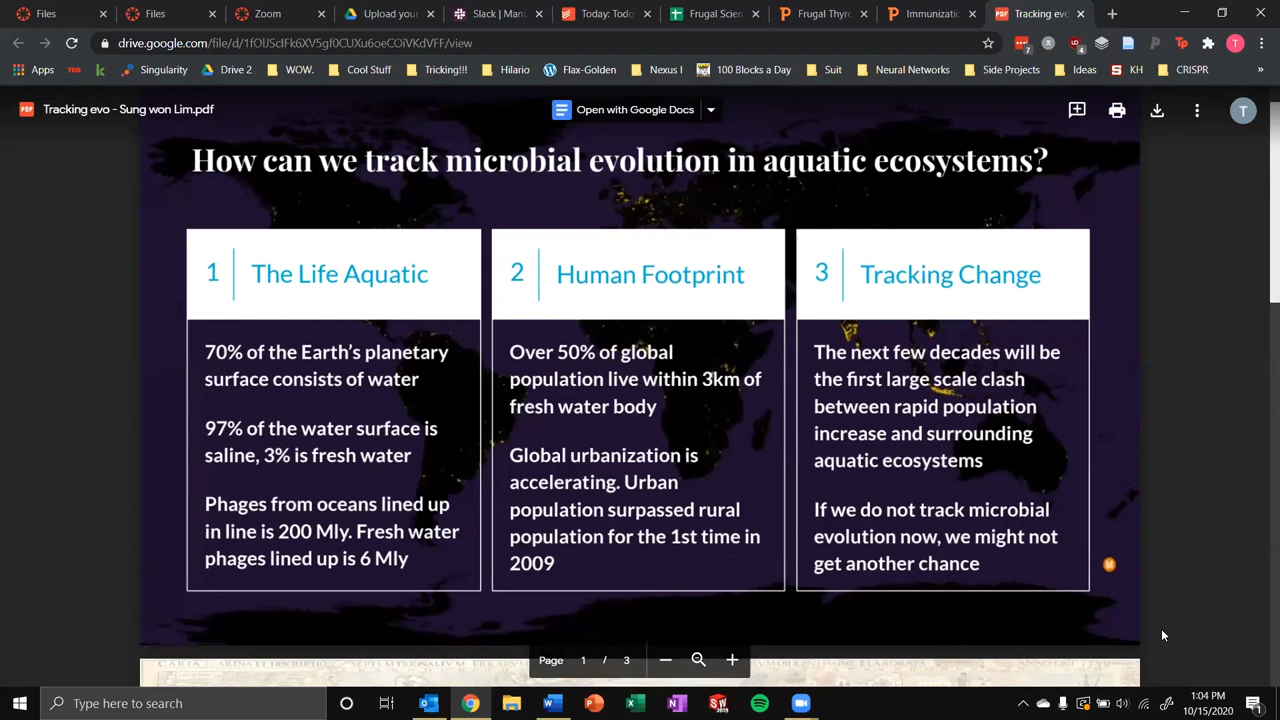 Files
Files
Zoom
Upload your
Slack | Manu
Today: Todo
Frugal Scien
Frugal Thyro
Immunizatio
Tracking evo
drive.google.com/file/d/
/view
7
4
T
Apps
TED
k
Singularity
Drive 2
WOW.
Cool Stuff
Tricking!!!
Hilario
Flax-Golden
Nexus I
100 Blocks a Day
Suit
Neural Networks
Side Projects
Ideas
KH
CRISPR
»
PDF
Tracking evo - Sung won Lim.pdf
Open with Google Docs
T
How can we track microbial evolution in aquatic ecosystems?
1 The Life Aquatic
70% of the Earth's planetary
surface consists of water
97% of the water surface is
saline, 3% is fresh water
Phages from oceans lined up
in line is 200 Mly. Fresh water
phages lined up is 6 Mly
2 Human Footprint
Over 50% of global
population live within 3km of
fresh water body
Global urbanization is
accelerating. Urban
population surpassed rural
population for the 1st time in
2009
3 Tracking Change
The next few decades will be
the first large scale clash
between rapid population
increase and surrounding
aquatic ecosystems
If we do not track microbial
evolution now, we might not
get another chance
M
Page 1 / 3
Type here to search
1:04 PM
10/15/2020